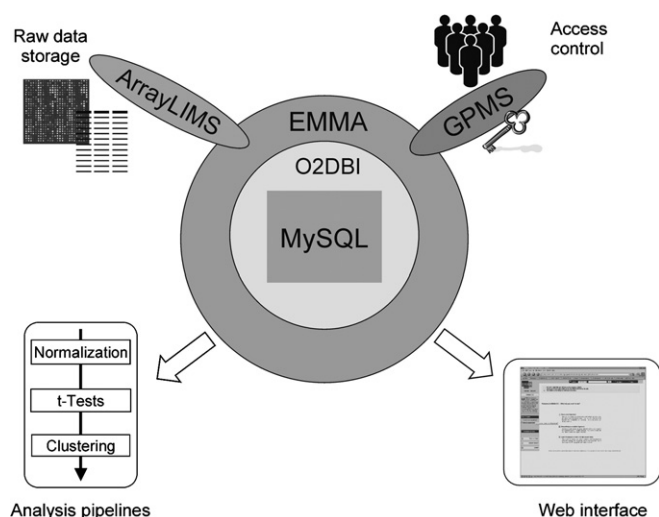 Raw data
storage
Access
control
ArrayLIMS
GPMS
EMMA
O2DBI
MySQL
Normalization
t-Tests
Clustering
Analysis pipelines
Web interface